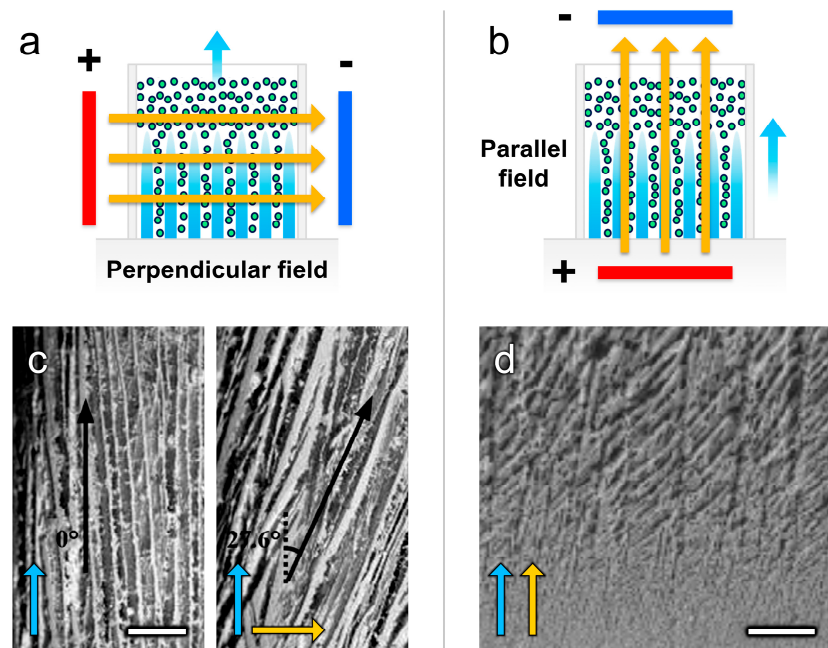 a
+
-
Perpendicular field
b
-
Parallel
field
+
c
0°
27.6°
d